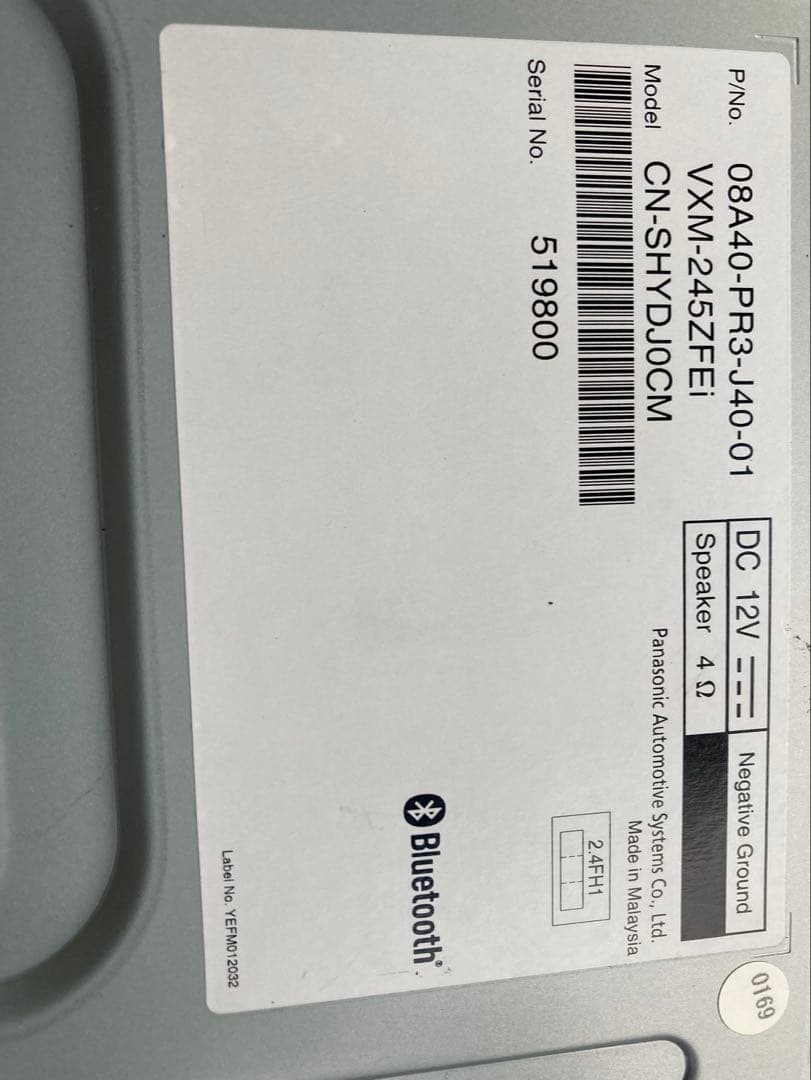 P/No. 08A40-PR3-J40-01
VXM-245ZFEi
Model CN-SHYDJ0CM
Serial No. 519800
DC 12V Negative Ground
Speaker 4 Ω
Panasonic Automotive Systems Co., Ltd.
Made in Malaysia
2.4FH1
Bluetooth®
Label No. YEFM012032
0169